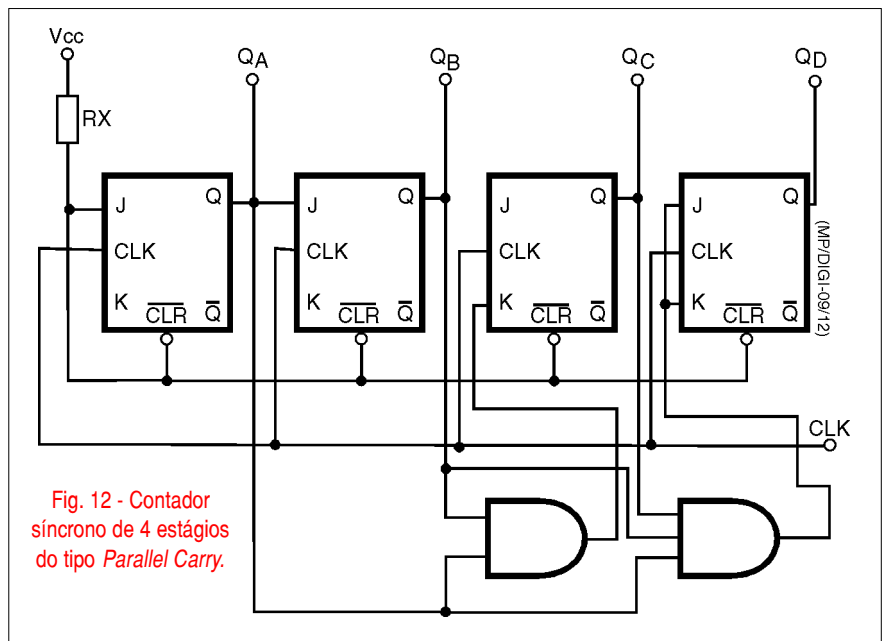 Vcc
QA
QB
QC
QD
RX
J Q
CLK
K CLR Q
J Q
CLK
K CLR Q
J Q
CLK
K CLR Q
J Q
CLK
K CLR Q
(MP/DIGI-09/12)
CLK
Fig. 12 - Contador
síncrono de 4 estágios
do tipo Parallel Carry.